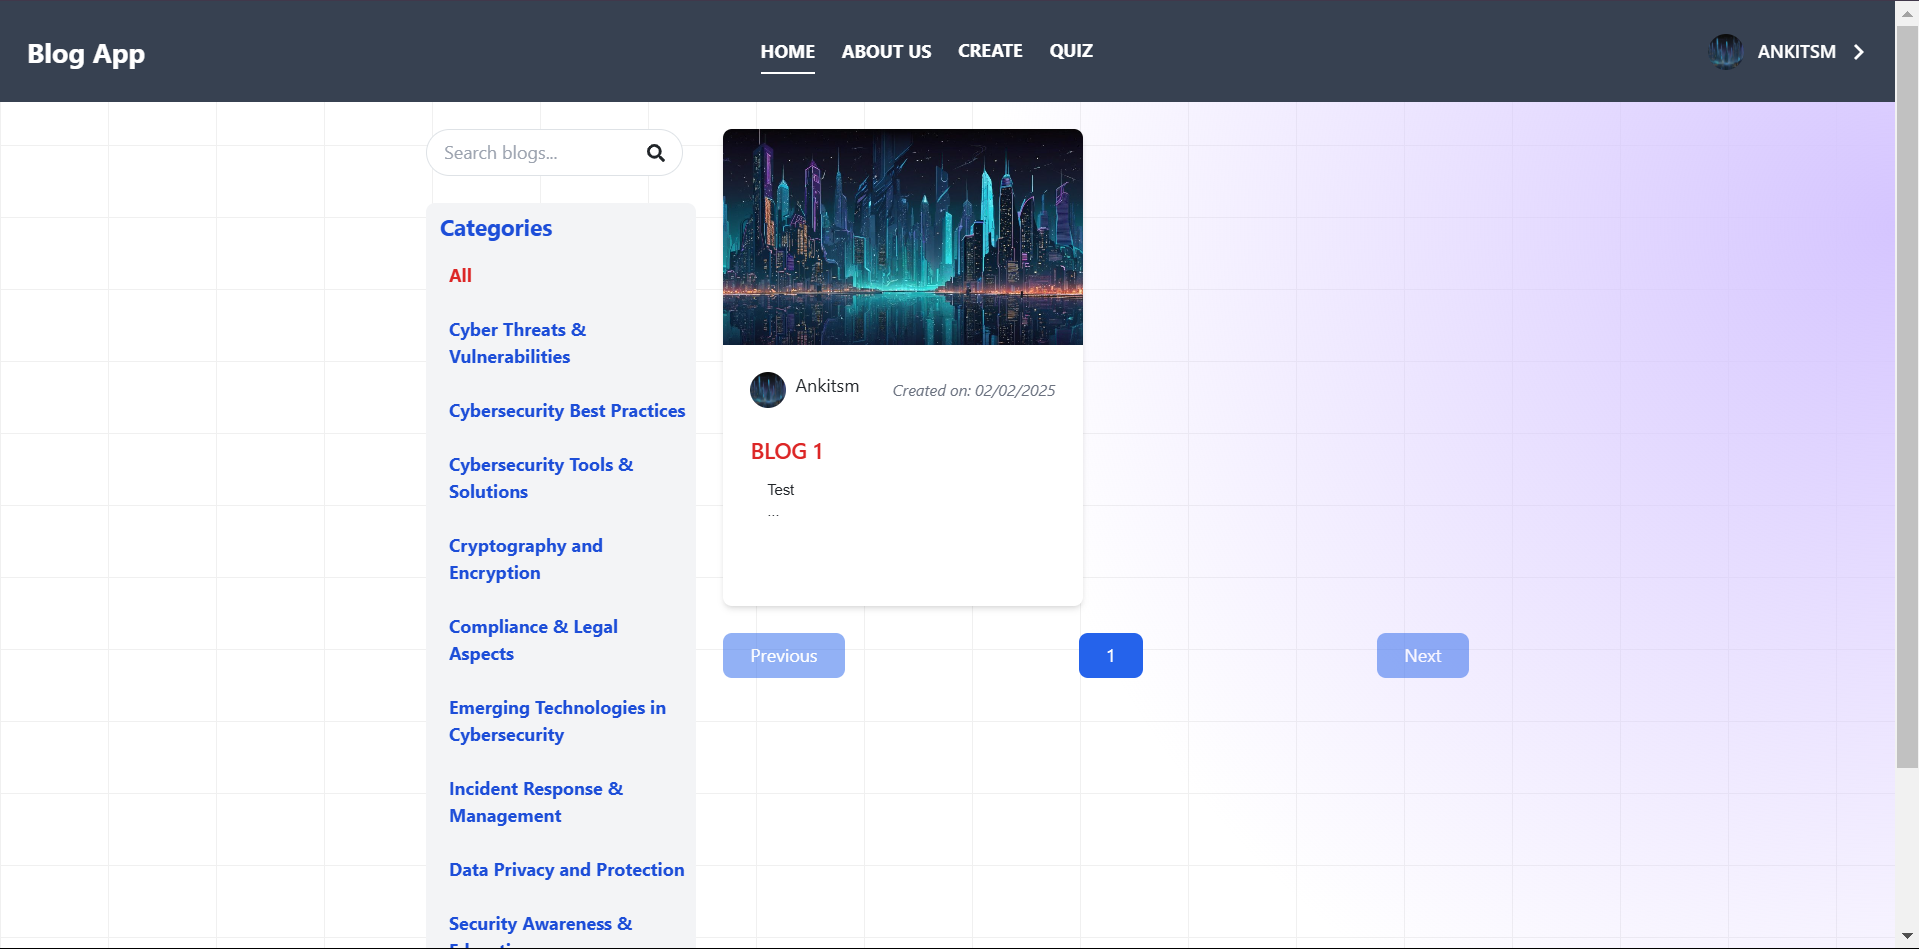 Blog App
HOME
ABOUT US
CREATE
QUIZ
ANKITSM
Search blogs...
Categories
All
Cyber Threats &
Vulnerabilities
Cybersecurity Best Practices
Cybersecurity Tools &
Solutions
Cryptography and
Encryption
Compliance & Legal
Aspects
Emerging Technologies in
Cybersecurity
Incident Response &
Management
Data Privacy and Protection
Security Awareness &
Ankitsm
Created on: 02/02/2025
BLOG 1
Test
...
Previous
1
Next